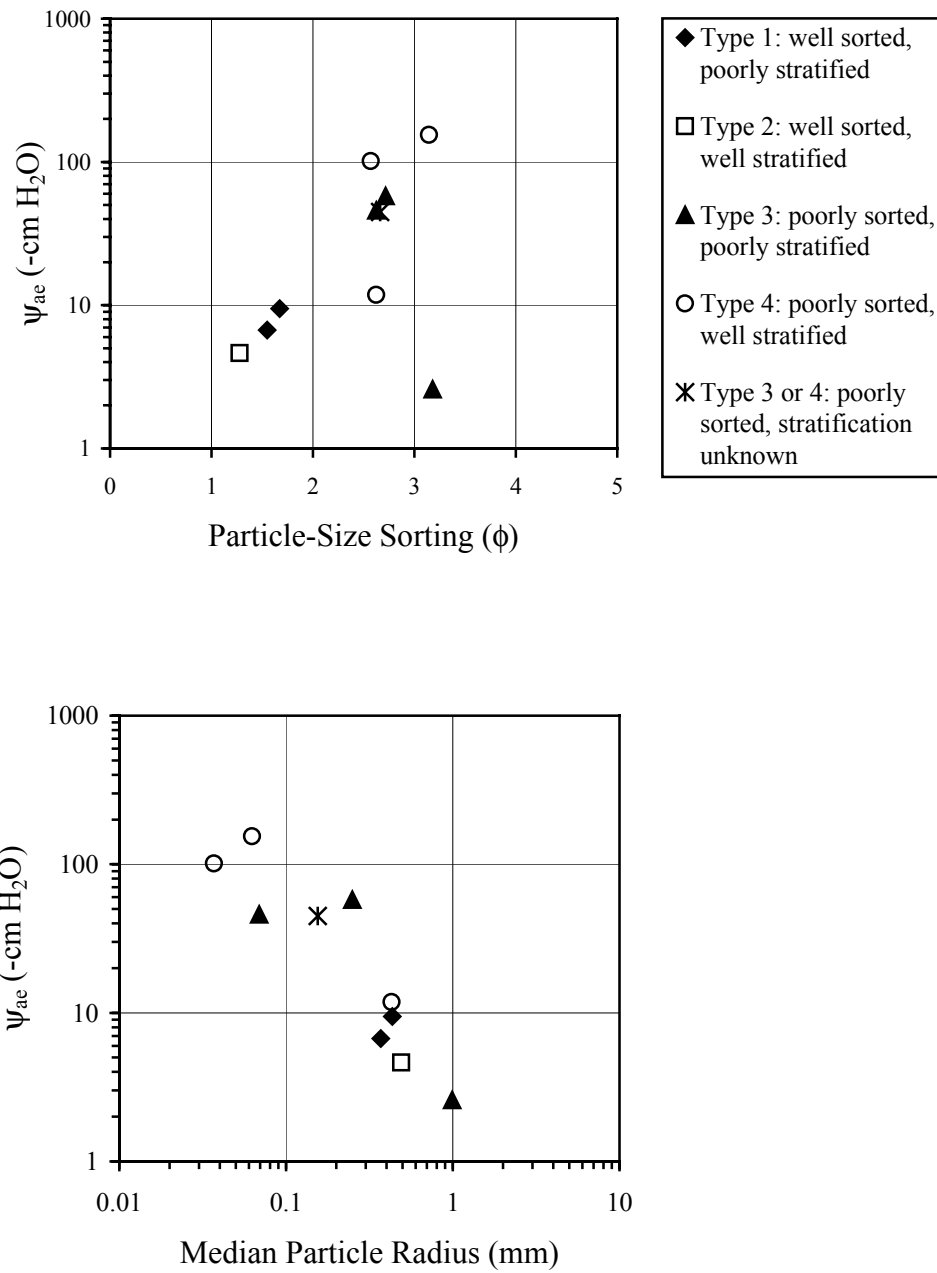 1000
100
10
1
ψae (-cm H2O)
0 1 2 3 4 5
Particle-Size Sorting (ϕ)
Type 1: well sorted,
poorly stratified
Type 2: well sorted,
well stratified
Type 3: poorly sorted,
poorly stratified
Type 4: poorly sorted,
well stratified
Type 3 or 4: poorly
sorted, stratification
unknown
1000
100
10
1
ψae (-cm H2O)
0.01 0.1 1 10
Median Particle Radius (mm)